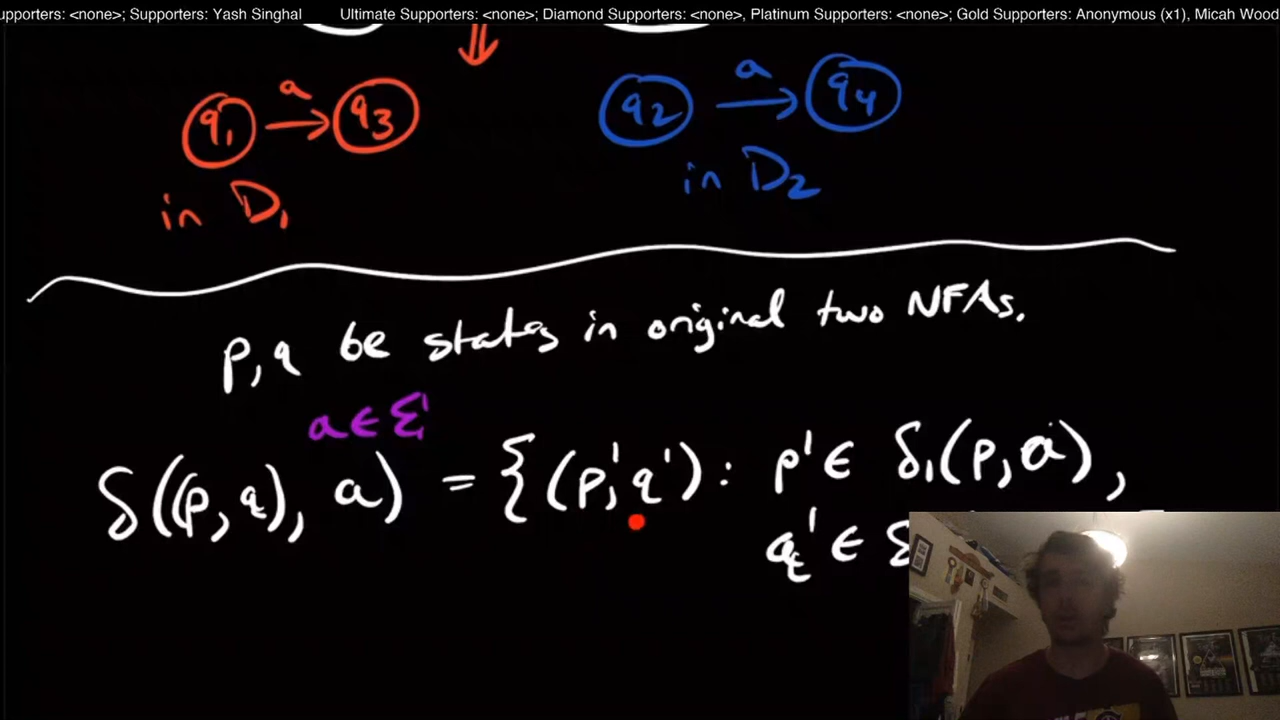 upporters: <none>; Supporters: Yash Singhal Ultimate Supporters: <none>; Diamond Supporters: <none>, Platinum Supporters: <none>; Gold Supporters: Anonymous (x1), Micah Wood
q₁ a→ q₃ q₂ a→ q₄
in D₁ in D₂
p,q be states in original two NFAs.
a∈Σ
δ((p,q), a) = {(p',q') : p' ∈ δ₁(p,a),
q' ∈ δ